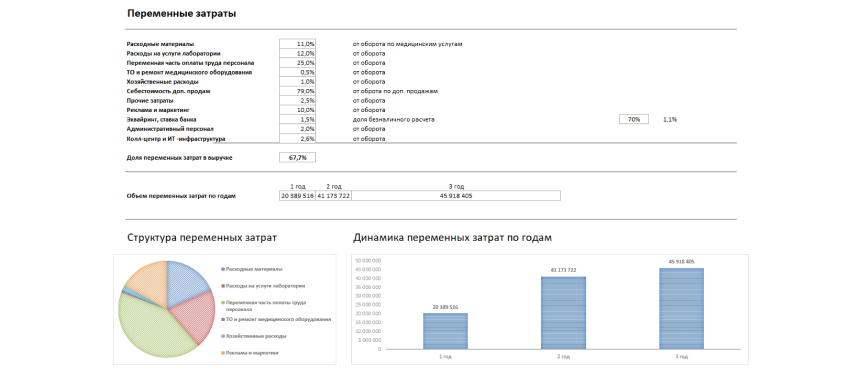 Переменные затраты
Расходные материалы 11,0% от оборота по медицинским услугам
Расходы на услуги лаборатории 12,0% от оборота
Переменная часть оплаты труда персонала 25,0% от оборота
ТО и ремонт медицинского оборудования 0,5% от оборота
Хозяйственные расходы 1,0% от оборота
Себестоимость доп. продаж 79,0% от оброта по доп. продажам
Прочие затраты 2,5% от оборота
Реклама и маркетинг 10,0% от оборота
Эквайринг, ставка банка 1,5% доля безналичного расчета 70% 1,1%
Административный персонал 2,0% от оборота
Колл-центр и ИТ -инфраструктура 2,6% от оборота
Доля переменных затрат в выручке 67,7%
1 год 2 год 3 год
Объем переменных затрат по годам 20 389 516 41 173 722 45 918 405
Структура переменных затрат
Расходные материалы
Расходы на услуги лаборатории
Переменная часть оплаты труда
персонала
ТО и ремонт медицинского оборудования
Хозяйственные расходы
Реклама и маркетинг
Динамика переменных затрат по годам
50 000 000
45 000 000
40 000 000
35 000 000
30 000 000
25 000 000
20 000 000
15 000 000
10 000 000
5 000 000
0
20 389 516
41 173 722
45 918 405
1 год 2 год 3 год